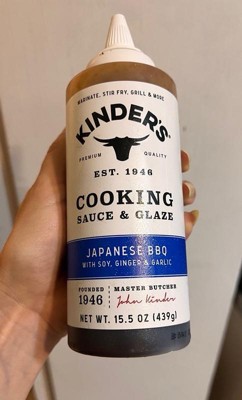 MARINATE, STIR FRY, GRILL & MORE
KINDER'S
PREMIUM QUALITY
EST. 1946
COOKING
SAUCE & GLAZE
JAPANESE BBQ
WITH SOY, GINGER & GARLIC
FOUNDED MASTER BUTCHER
1946 John Kinder
NET WT. 15.5 OZ (439g)